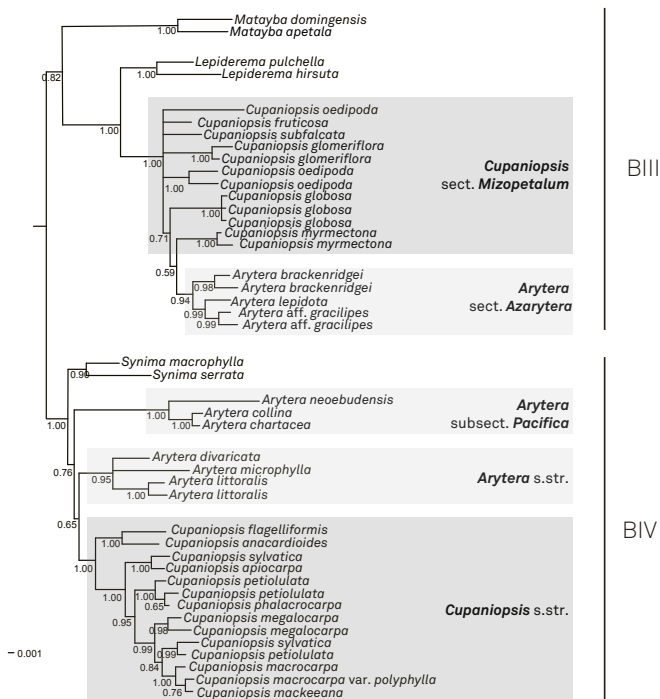 Matayba domingensis
1.00
Matayba apetala
0.82
Lepiderema pulchella
1.00
Lepiderema hirsuta
1.00
Cupaniopsis oedipoda
Cupaniopsis fruticosa
Cupaniopsis subfalcata
Cupaniopsis glomeriflora
1.00
Cupaniopsis glomeriflora
1.00
Cupaniopsis oedipoda
1.00
Cupaniopsis oedipoda
Cupaniopsis globosa
1.00
Cupaniopsis globosa
Cupaniopsis globosa
Cupaniopsis myrmectona
0.71
1.00
Cupaniopsis myrmectona
Cupaniopsis
sect. Mizopetalum
BIII
0.59
Arytera brackenridgei
0.98
Arytera brackenridgei
0.94
Arytera lepidota
0.99
Arytera aff. gracilipes
0.99
Arytera aff. gracilipes
Arytera
sect. Azarytera
Synima macrophylla
0.99
Synima serrata
1.00
Arytera neoebudensis
1.00
Arytera collina
1.00
Arytera chartacea
Arytera
subsect. Pacifica
0.76
Arytera divaricata
Arytera microphylla
0.95
Arytera littoralis
1.00
Arytera littoralis
Arytera s.str.
0.65
BIV
Cupaniopsis flagelliformis
1.00
Cupaniopsis anacardioides
1.00
Cupaniopsis sylvatica
1.00
Cupaniopsis apiocarpa
1.00
Cupaniopsis petiolulata
1.00
Cupaniopsis petiolulata
0.65
Cupaniopsis phalacrocarpa
0.95
Cupaniopsis megalocarpa
0.98
Cupaniopsis megalocarpa
0.99
Cupaniopsis sylvatica
0.99
Cupaniopsis petiolulata
0.84
Cupaniopsis macrocarpa
1.00
Cupaniopsis macrocarpa var. polyphylla
0.76
Cupaniopsis mackeeana
Cupaniopsis s.str.
0.001